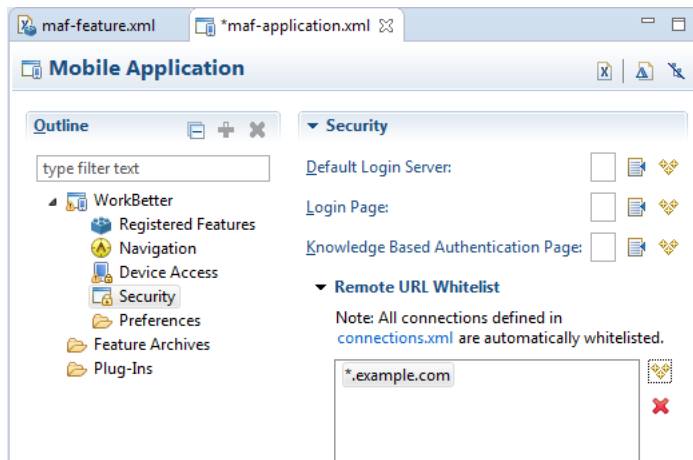 maf-feature.xml
*maf-application.xml
Mobile Application
Outline
type filter text
WorkBetter
Registered Features
Navigation
Device Access
Security
Preferences
Feature Archives
Plug-Ins
Security
Default Login Server:
Login Page:
Knowledge Based Authentication Page:
Remote URL Whitelist
Note: All connections defined in
connections.xml are automatically whitelisted.
*.example.com